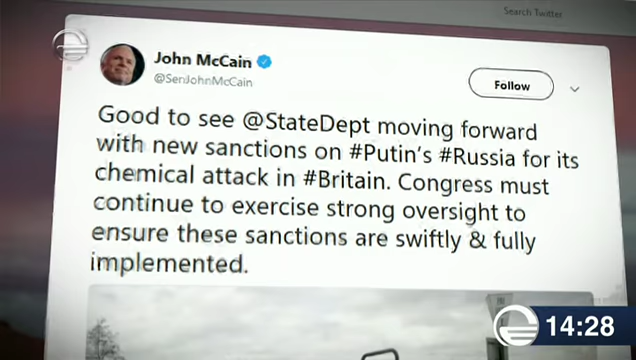 Search Twitter
John McCain
@SenJohnMcCain
Follow
Good to see @StateDept moving forward
with new sanctions on #Putin's #Russia for its
chemical attack in #Britain. Congress must
continue to exercise strong oversight to
ensure these sanctions are swiftly & fully
implemented.
14:28